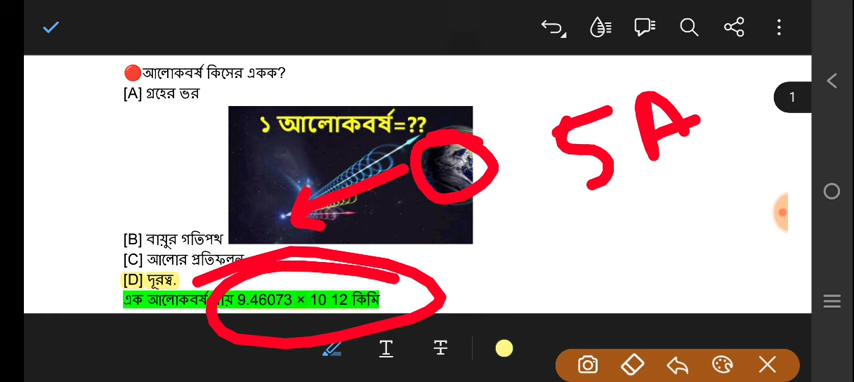 🔴আলোকবর্ষ কিসের একক?
[A] গ্রহের ভর
১ আলোকবর্ষ=??
5 A
1
[B] বায়ুর গতিপথ
[C] আলোর প্রতিফলন
[D] দূরত্ব.
এক আলোকবর্ষ 9.46073 × 10 12 কিমি
T T